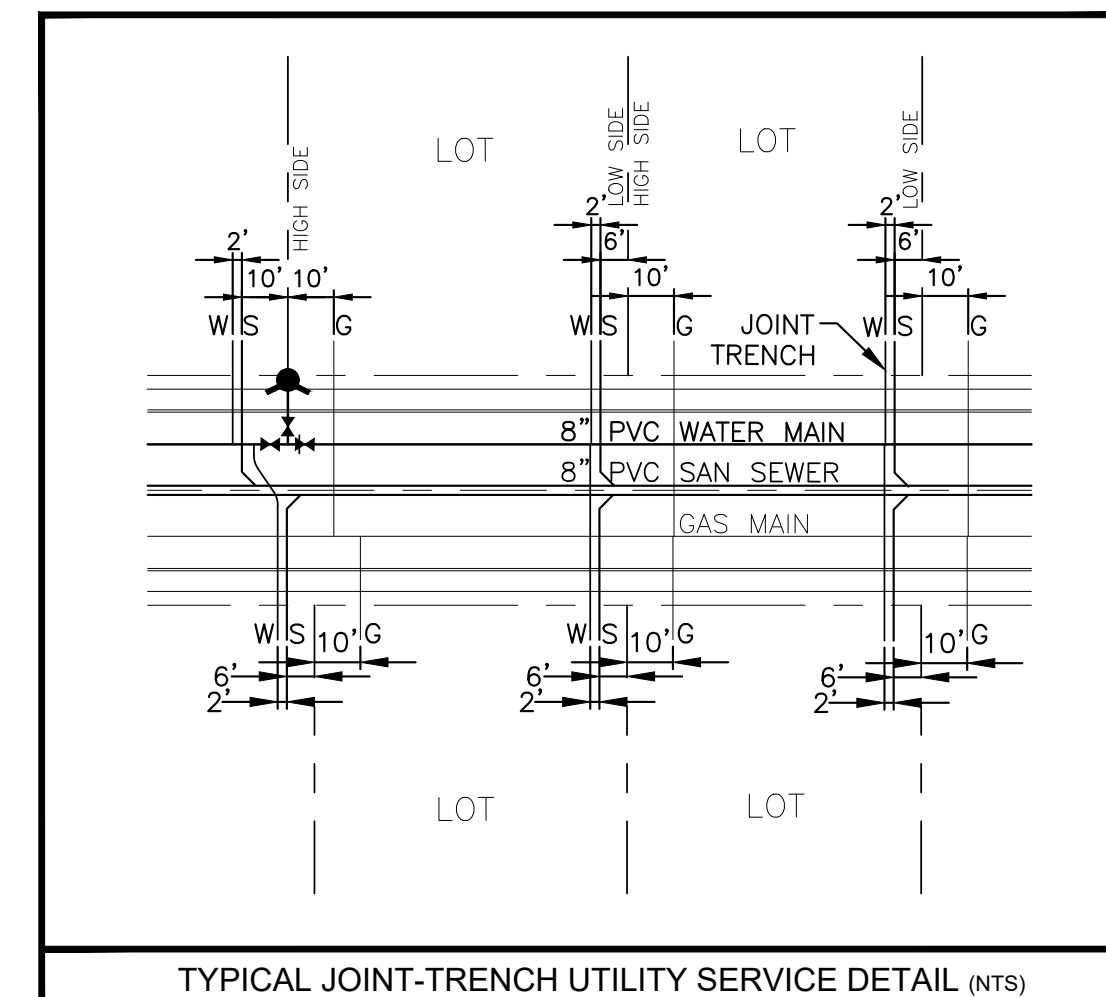 LOT
LOT
HIGH SIDE
LOW SIDE
HIGH SIDE
LOW SIDE
2'
2'
2'
6'
6'
10' 10'
10'
10'
W S G
W S G
JOINT
TRENCH
W S G
8" PVC WATER MAIN
8" PVC SAN SEWER
GAS MAIN
W S 10' G
W S 10' G
10' G
6'
6'
6'
2'
2'
2'
LOT
LOT
TYPICAL JOINT-TRENCH UTILITY SERVICE DETAIL (NTS)